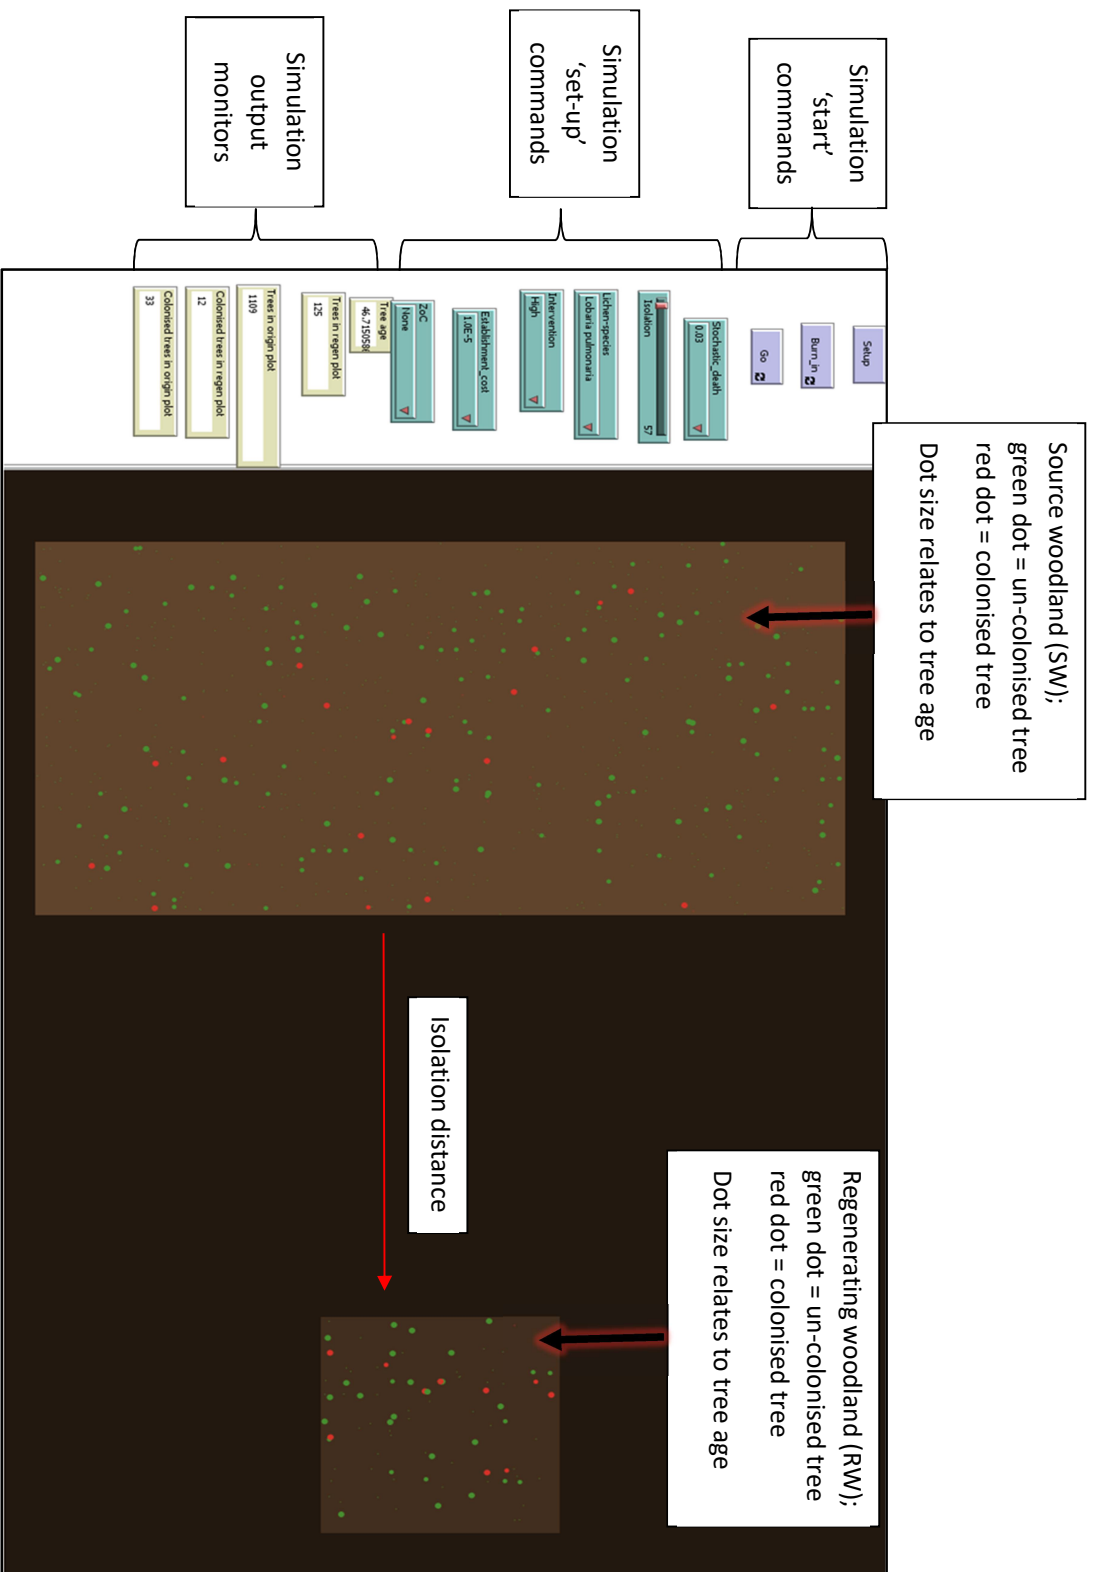 Simulation
‘start’
commands
Simulation
‘set-up’
commands
Simulation
output
monitors
Setup
Burn_in
Go
Stochastic_death
0.03
Isolation 57
Lichen-species
Lobaria pulmonaria
Intervention
High
Establishment_cost
1.0E-5
ZoC
None
Tree age
46.7150586
Trees in regen plot
125
Trees in origin plot
1109
Colonised trees in regen plot
12
Colonised trees in origin plot
33
Source woodland (SW);
green dot = un-colonised tree
red dot = colonised tree
Dot size relates to tree age
Isolation distance
Regenerating woodland (RW);
green dot = un-colonised tree
red dot = colonised tree
Dot size relates to tree age